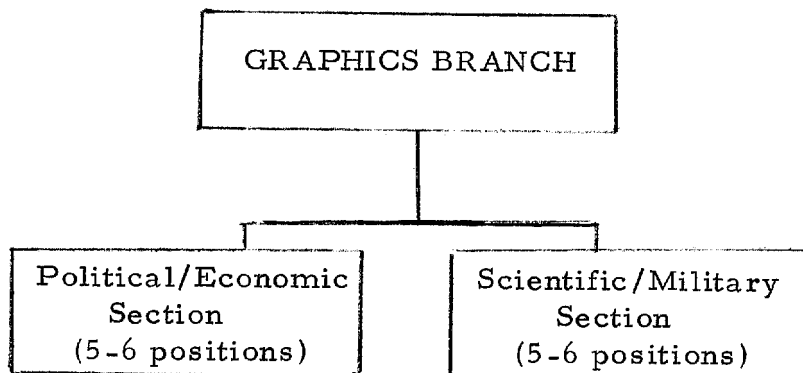 GRAPHICS BRANCH
Political/Economic
Section
(5-6 positions)
Scientific/Military
Section
(5-6 positions)